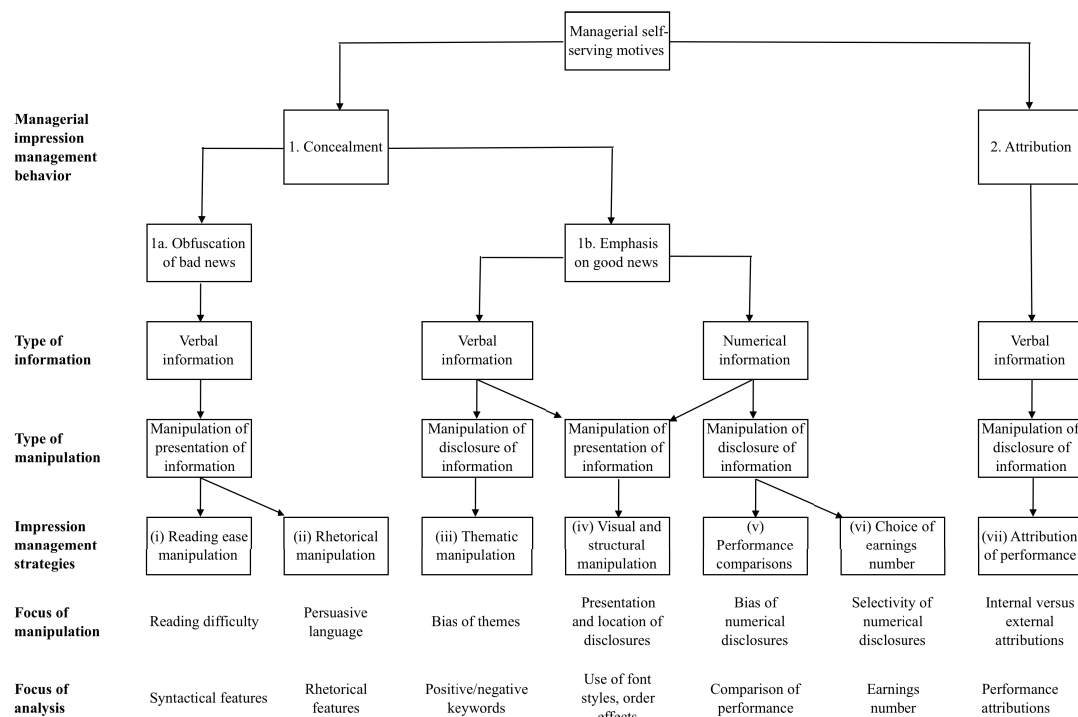 Managerial self-
serving motives
Managerial
impression
management
behavior
1. Concealment
2. Attribution
1a. Obfuscation
of bad news
1b. Emphasis
on good news
Type of
information
Verbal
information
Verbal
information
Numerical
information
Verbal
information
Type of
manipulation
Manipulation of
presentation of
information
Manipulation of
disclosure of
information
Manipulation of
presentation of
information
Manipulation of
disclosure of
information
Manipulation of
disclosure of
information
Impression
management
strategies
(i) Reading ease
manipulation
(ii) Rhetorical
manipulation
(iii) Thematic
manipulation
(iv) Visual and
structural
manipulation
(v)
Performance
comparisons
(vi) Choice of
earnings
number
(vii) Attribution
of performance
Focus of
manipulation
Reading difficulty
Persuasive
language
Bias of themes
Presentation
and location of
disclosures
Bias of
numerical
disclosures
Selectivity of
numerical
disclosures
Internal versus
external
attributions
Focus of
analysis
Syntactical features
Rhetorical
features
Positive/negative
keywords
Use of font
styles, order
effects
Comparison of
performance
Earnings
number
Performance
attributions